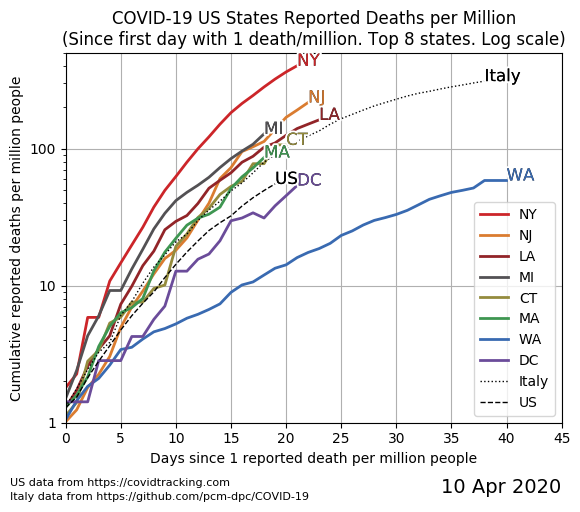 COVID-19 US States Reported Deaths per Million
(Since first day with 1 death/million. Top 8 states. Log scale)
Cumulative reported deaths per million people
100
10
1
NY
NJ
LA
MI
CT
MA
DC
US
Italy
WA
NY
NJ
LA
MI
CT
MA
WA
DC
Italy
US
0 5 10 15 20 25 30 35 40 45
Days since 1 reported death per million people
US data from https://covidtracking.com
Italy data from https://github.com/pcm-dpc/COVID-19
10 Apr 2020